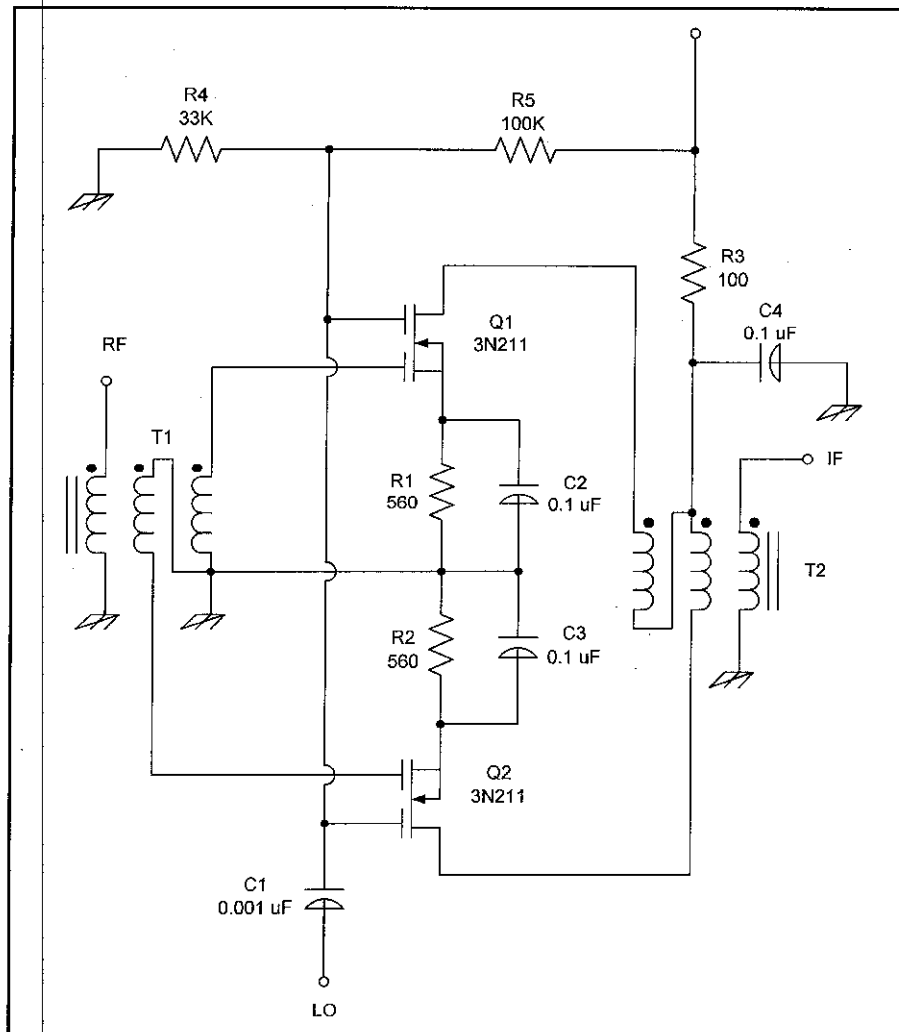 R4
33K
R5
100K
R3
100
C4
0.1 uF
Q1
3N211
RF
T1
IF
R1
560
C2
0.1 uF
T2
R2
560
C3
0.1 uF
Q2
3N211
C1
0.001 uF
LO